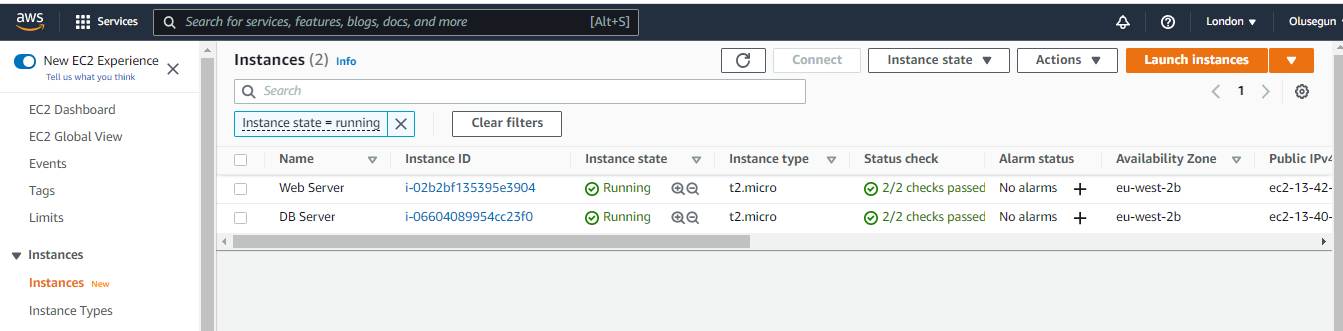 aws Services Search for services, features, blogs, docs, and more [Alt+S] London Olusegun
New EC2 Experience
Tell us what you think
EC2 Dashboard
EC2 Global View
Events
Tags
Limits
Instances
Instances New
Instance Types
Instances (2) Info Connect Instance state Actions Launch instances
Search 1
Instance state = running Clear filters
Name Instance ID Instance state Instance type Status check Alarm status Availability Zone Public IPv4
Web Server i-02b2bf135395e3904 Running t2.micro 2/2 checks passed No alarms eu-west-2b ec2-13-42-
DB Server i-06604089954cc23f0 Running t2.micro 2/2 checks passed No alarms eu-west-2b ec2-13-40-